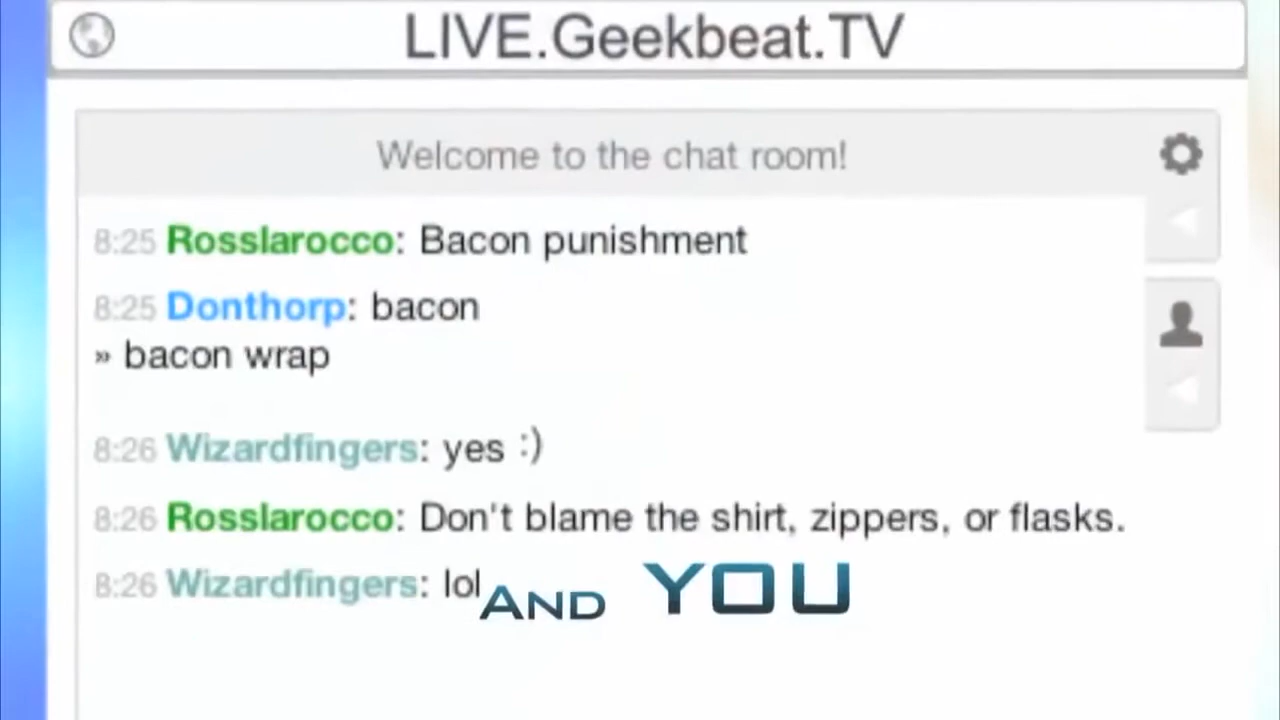 LIVE.Geekbeat.TV
Welcome to the chat room!
8:25 Rosslarocco: Bacon punishment
8:25 Donthorp: bacon
» bacon wrap
8:26 Wizardfingers: yes :)
8:26 Rosslarocco: Don't blame the shirt, zippers, or flasks.
8:26 Wizardfingers: lol
AND YOU